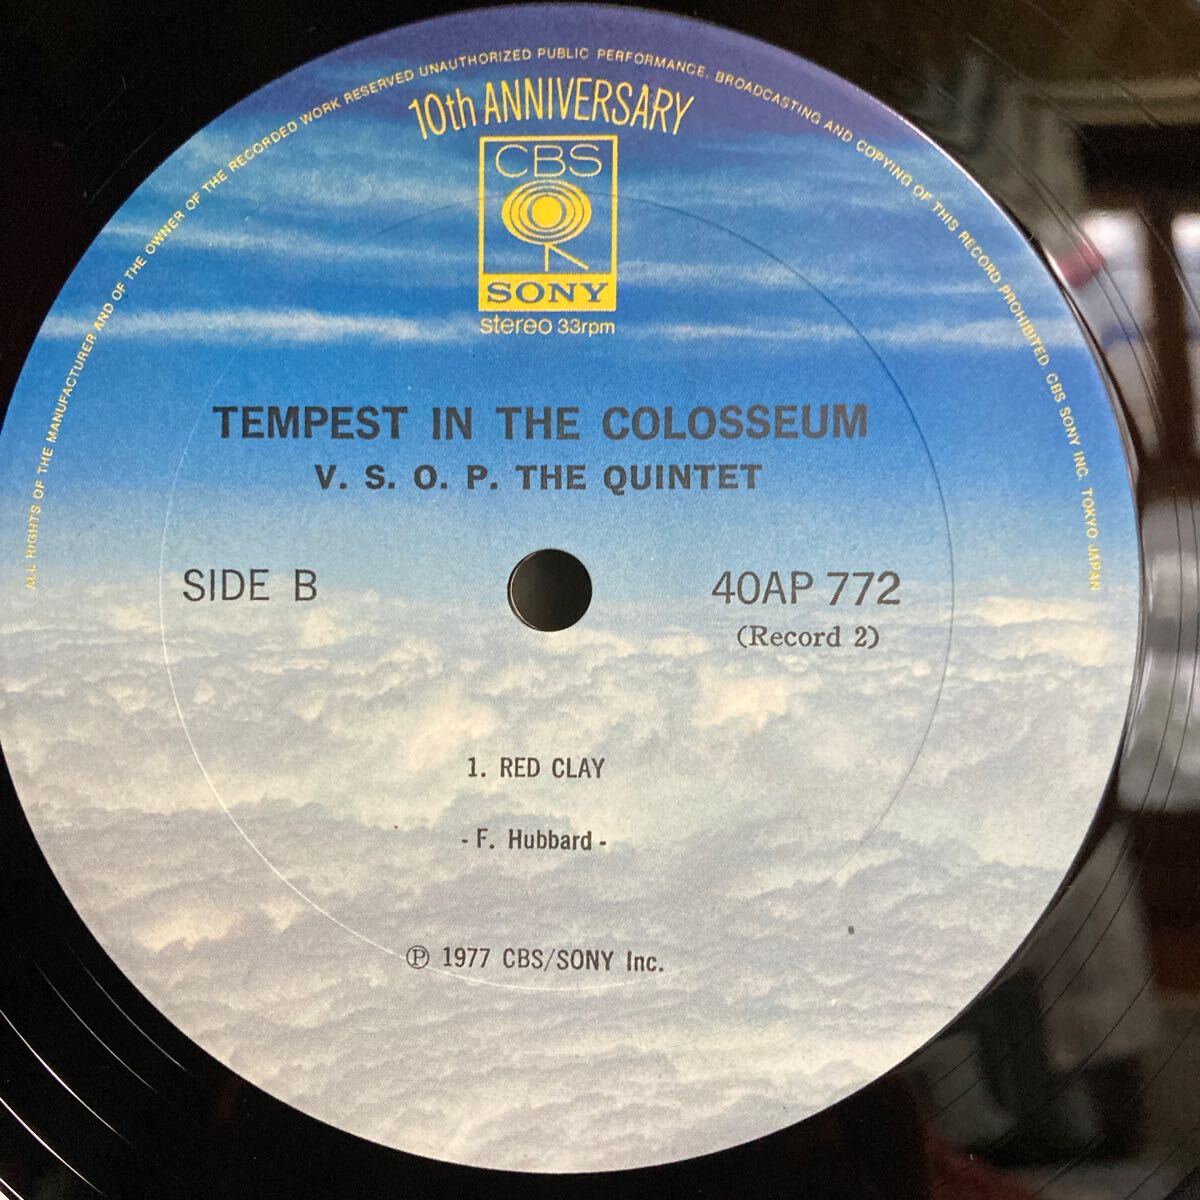 ALL RIGHTS OF THE MANUFACTURER AND OF THE OWNER OF THE RECORDED WORK RESERVED UNAUTHORIZED PUBLIC PERFORMANCE, BROADCASTING AND COPYING OF THIS RECORD PROHIBITED. CBS SONY INC. TOKYO JAPAN
10th ANNIVERSARY
CBS
SONY
stereo 33rpm
TEMPEST IN THE COLOSSEUM
V. S. O. P. THE QUINTET
SIDE B
40AP 772
(Record 2)
1. RED CLAY
- F. Hubbard -
℗ 1977 CBS/SONY Inc.